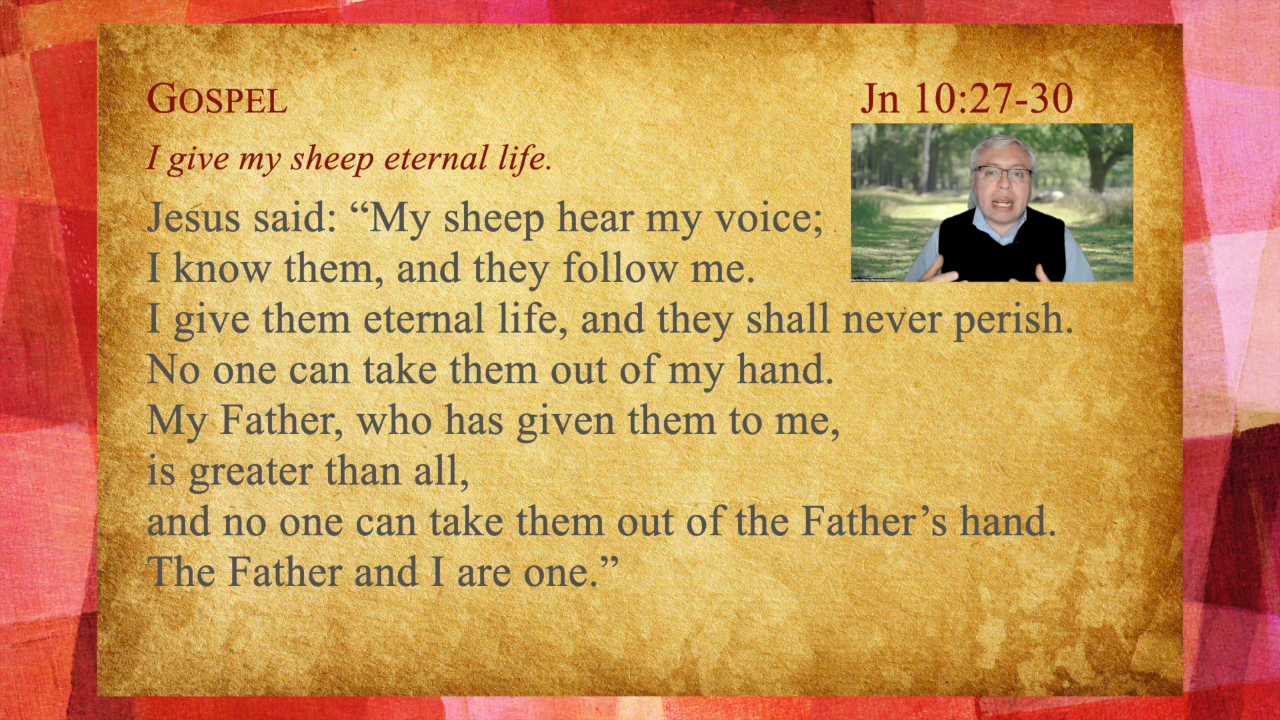 GOSPEL Jn 10:27-30
I give my sheep eternal life.
Jesus said: “My sheep hear my voice;
I know them, and they follow me.
I give them eternal life, and they shall never perish.
No one can take them out of my hand.
My Father, who has given them to me,
is greater than all,
and no one can take them out of the Father’s hand.
The Father and I are one.”